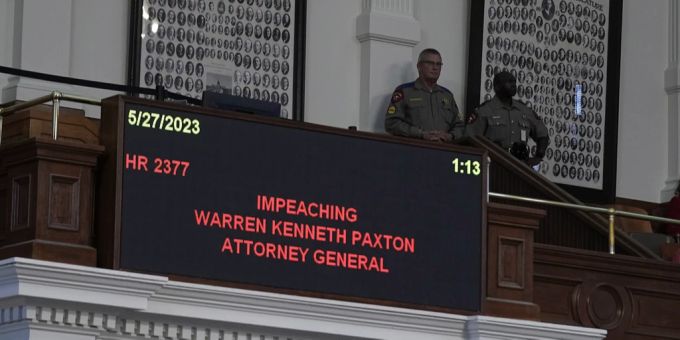 5/27/2023
HR 2377
1:13
IMPEACHING
WARREN KENNETH PAXTON
ATTORNEY GENERAL